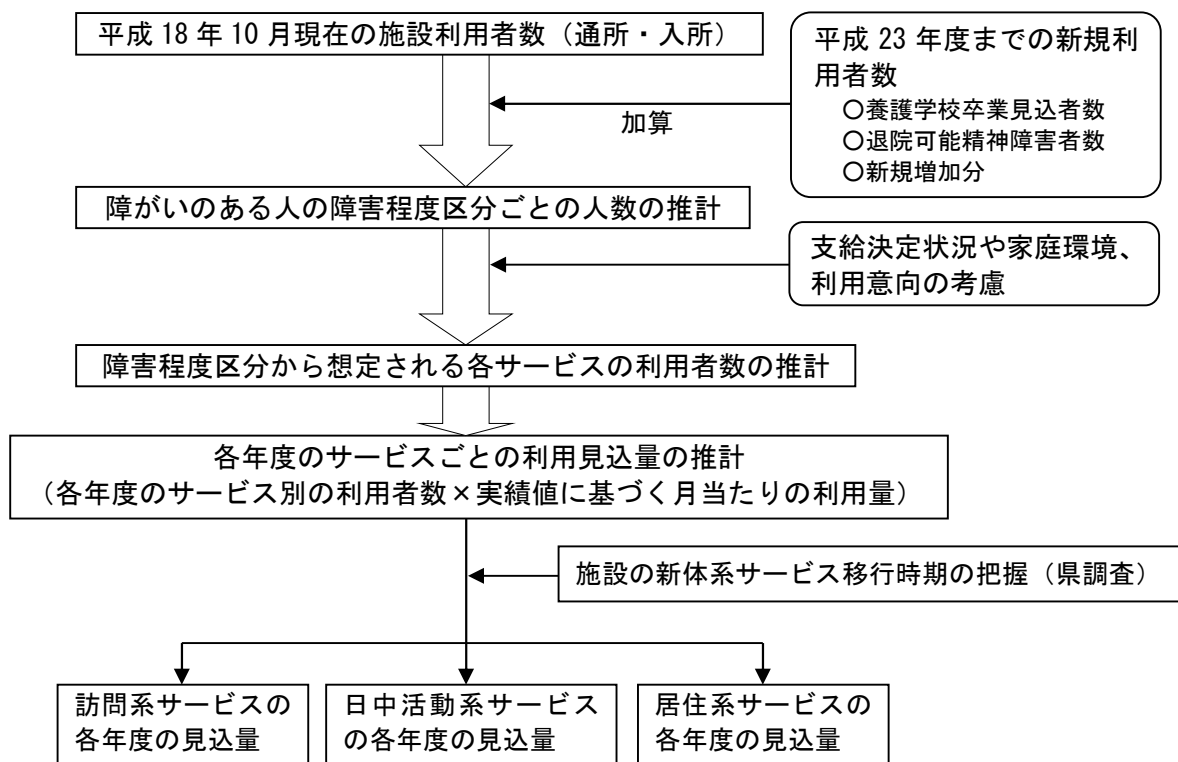 平成 18 年 10 月現在の施設利用者数（通所・入所）
平成 23 年度までの新規利
用者数
○養護学校卒業見込者数
○退院可能精神障害者数
○新規増加分
加算
障がいのある人の障害程度区分ごとの人数の推計
支給決定状況や家庭環境、
利用意向の考慮
障害程度区分から想定される各サービスの利用者数の推計
各年度のサービスごとの利用見込量の推計
（各年度のサービス別の利用者数×実績値に基づく月当たりの利用量）
施設の新体系サービス移行時期の把握（県調査）
訪問系サービスの
各年度の見込量
日中活動系サービス
の各年度の見込量
居住系サービスの
各年度の見込量